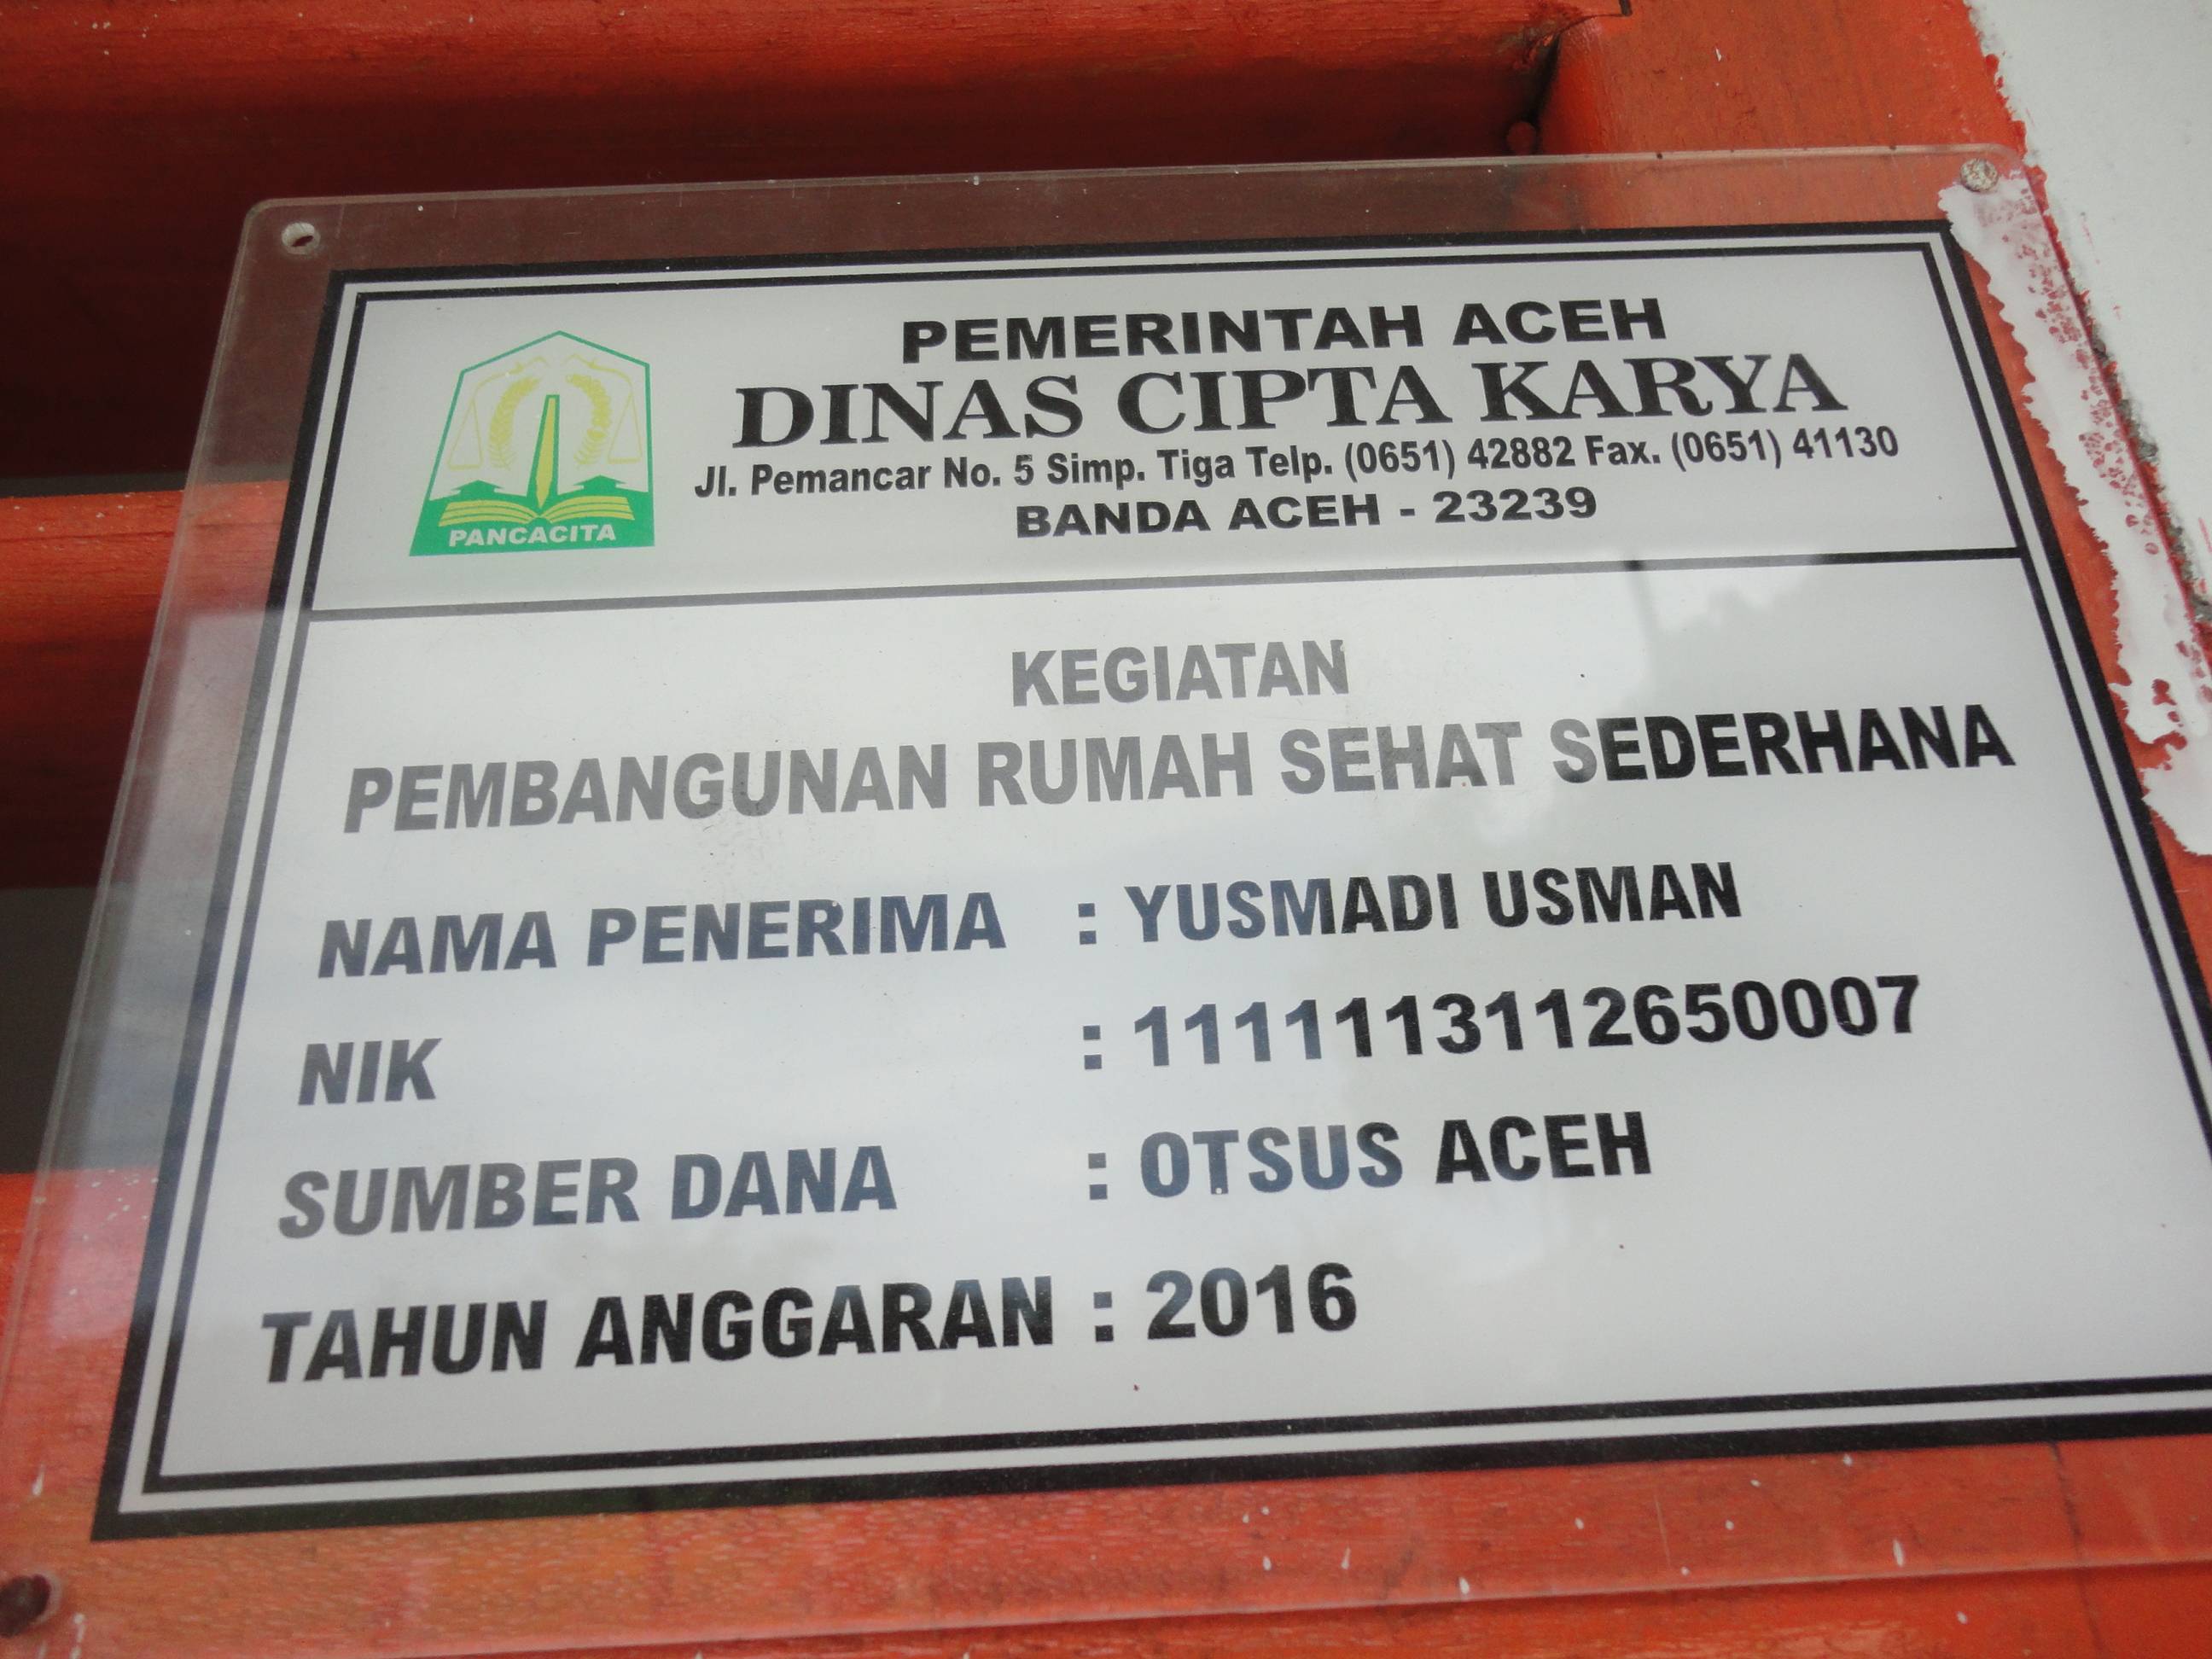 PEMERINTAH ACEH
DINAS CIPTA KARYA
Jl. Pemancar No. 5 Simp. Tiga Telp. (0651) 42882 Fax. (0651) 41130
BANDA ACEH - 23239
PANCACITA
KEGIATAN
PEMBANGUNAN RUMAH SEHAT SEDERHANA
NAMA PENERIMA : YUSMADI USMAN
NIK : 1111113112650007
SUMBER DANA : OTSUS ACEH
TAHUN ANGGARAN : 2016